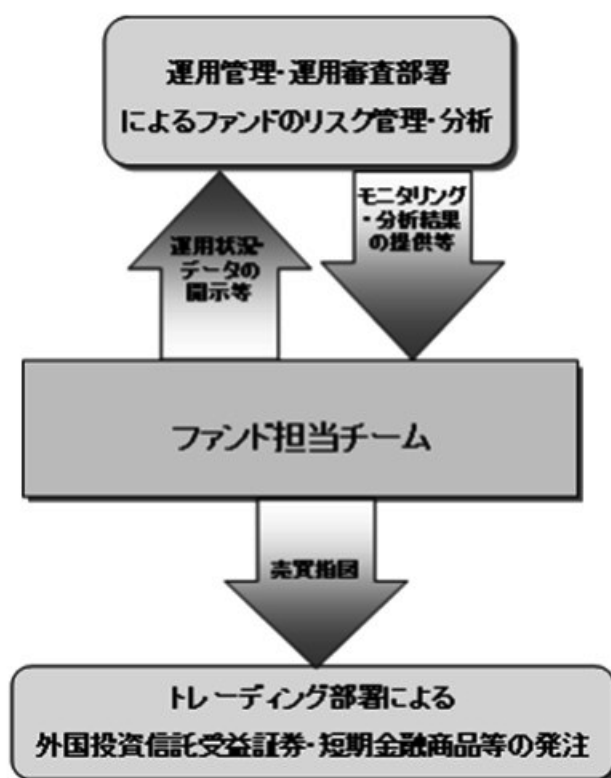 運用管理・運用審査部署
によるファンドのリスク管理・分析
運用状況・
データの
開示等
モニタリング
・分析結果
の提供等
ファンド担当チーム
売買指図
トレーディング部署による
外国投資信託受益証券・短期金融商品等の発注